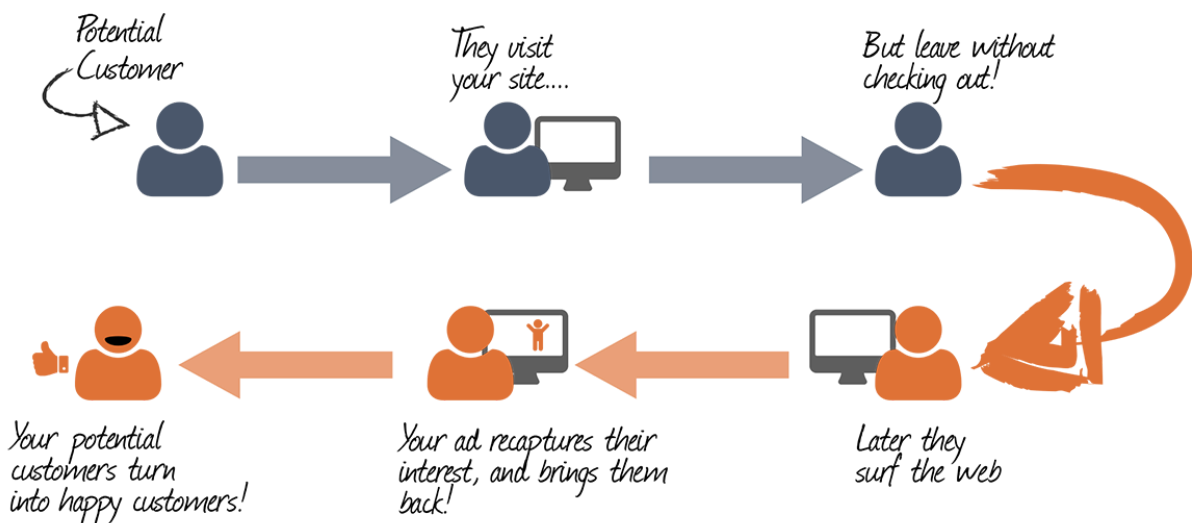 Potential
Customer
They visit
your site....
But leave without
checking out!
Later they
surf the web
Your ad recaptures their
interest, and brings them
back!
Your potential
customers turn
into happy customers!